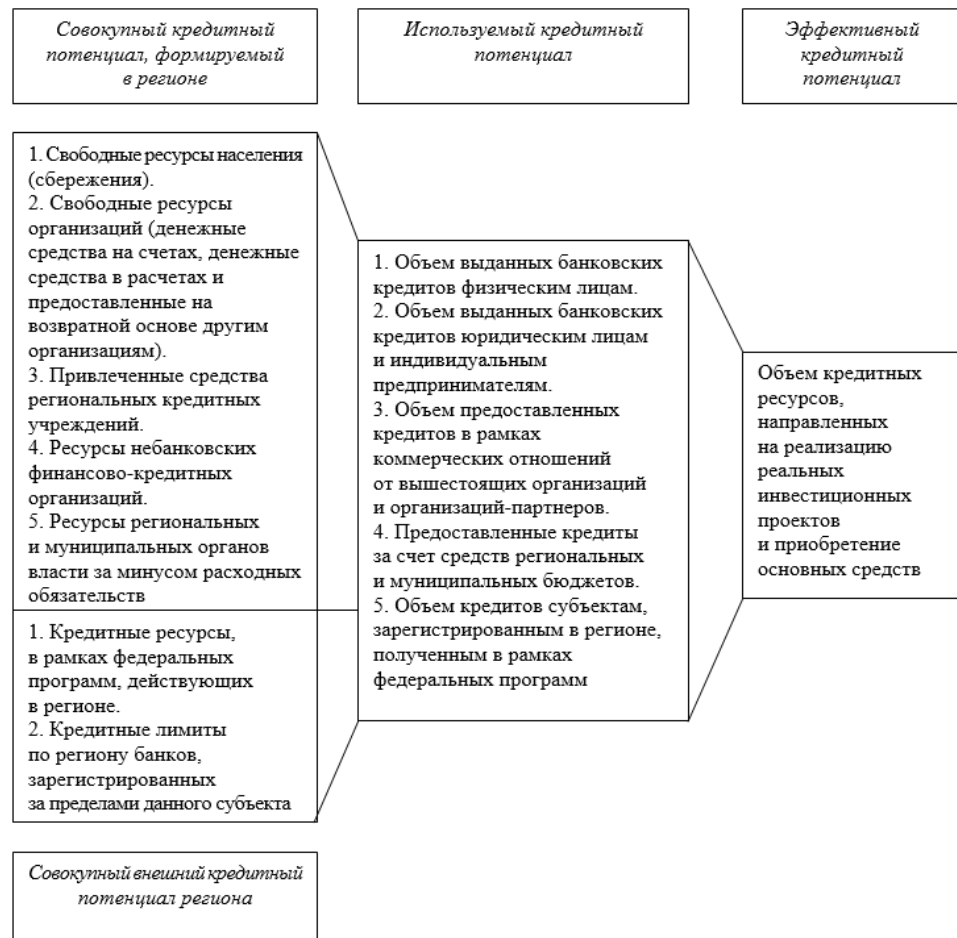 Совокупный кредитный
потенциал, формируемый
в регионе
Используемый кредитный
потенциал
Эффективный
кредитный
потенциал
1. Свободные ресурсы населения
(сбережения).
2. Свободные ресурсы
организаций (денежные
средства на счетах, денежные
средства в расчетах и
предоставленные на
возвратной основе другим
организациям).
3. Привлеченные средства
региональных кредитных
учреждений.
4. Ресурсы небанковских
финансово-кредитных
организаций.
5. Ресурсы региональных
и муниципальных органов
власти за минусом расходных
обязательств
1. Кредитные ресурсы,
в рамках федеральных
программ, действующих
в регионе.
2. Кредитные лимиты
по региону банков,
зарегистрированных
за пределами данного субъекта
Совокупный внешний кредитный
потенциал региона
1. Объем выданных банковских
кредитов физическим лицам.
2. Объем выданных банковских
кредитов юридическим лицам
и индивидуальным
предпринимателям.
3. Объем предоставленных
кредитов в рамках
коммерческих отношений
от вышестоящих организаций
и организаций-партнеров.
4. Предоставленные кредиты
за счет средств региональных
и муниципальных бюджетов.
5. Объем кредитов субъектам,
зарегистрированным в регионе,
полученным в рамках
федеральных программ
Объем кредитных
ресурсов,
направленных
на реализацию
реальных
инвестиционных
проектов
и приобретение
основных средств